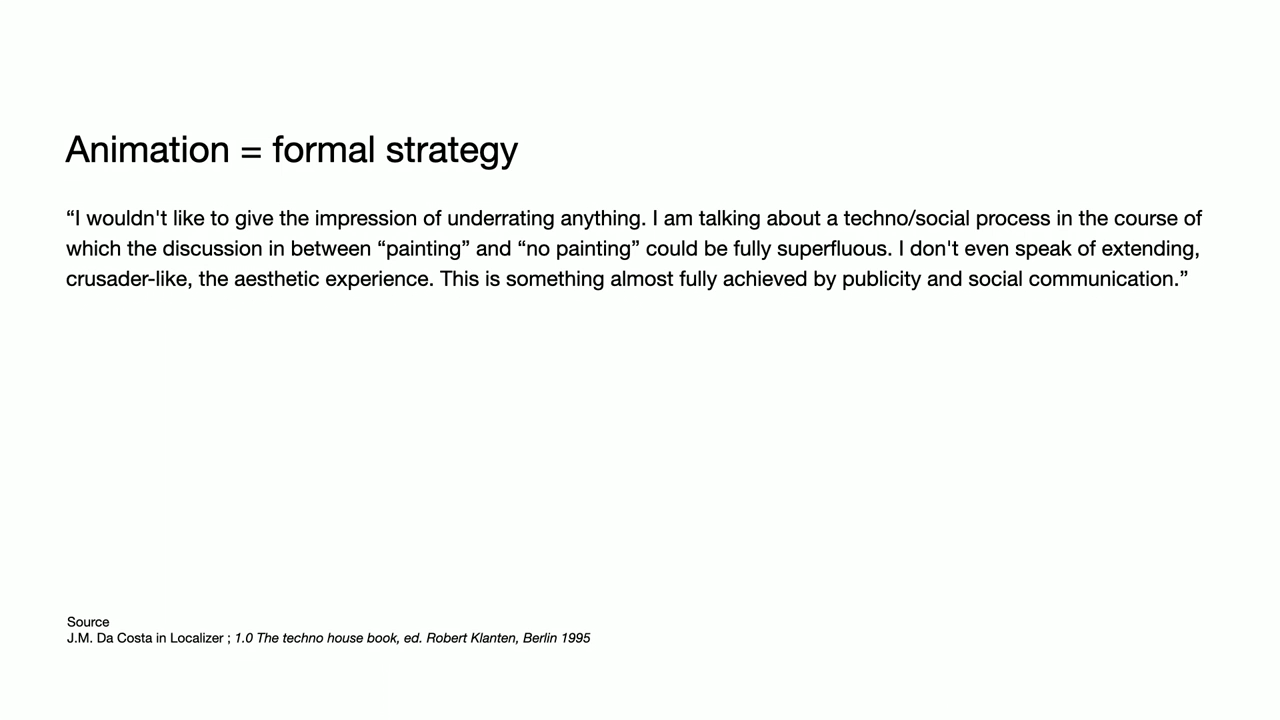 Animation = formal strategy
“I wouldn't like to give the impression of underrating anything. I am talking about a techno/social process in the course of
which the discussion in between “painting” and “no painting” could be fully superfluous. I don't even speak of extending,
crusader-like, the aesthetic experience. This is something almost fully achieved by publicity and social communication.”
Source
J.M. Da Costa in Localizer ; 1.0 The techno house book, ed. Robert Klanten, Berlin 1995